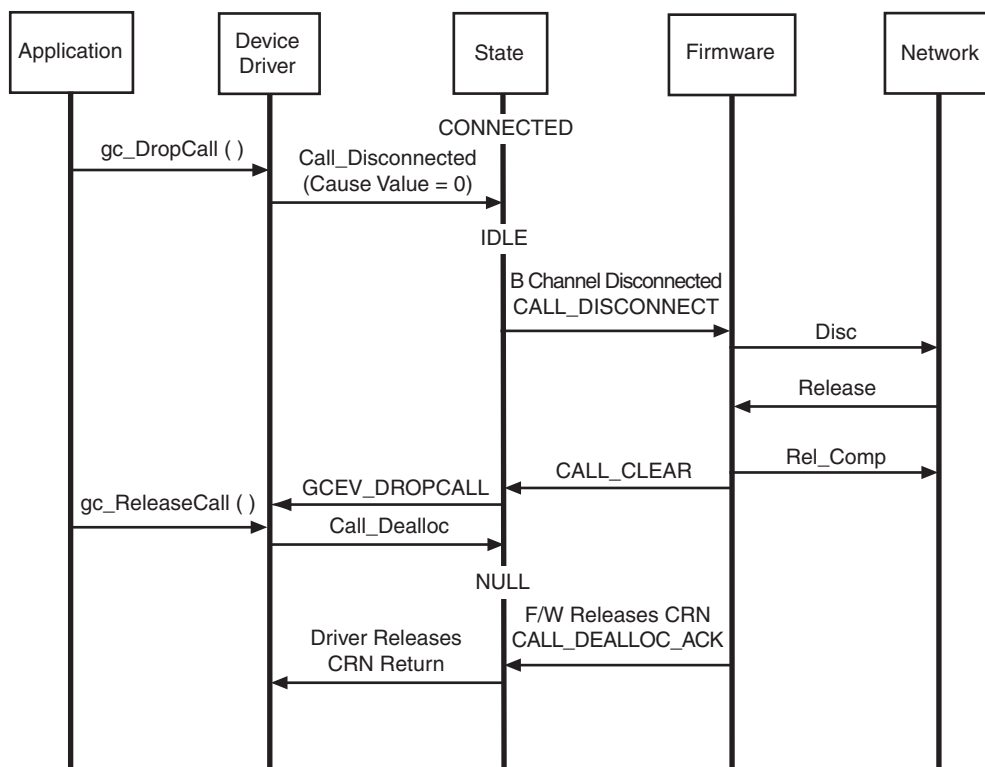 Application
Device
Driver
State
Firmware
Network
CONNECTED
gc_DropCall ( )
Call_Disconnected
(Cause Value = 0)
IDLE
B Channel Disconnected
CALL_DISCONNECT
Disc
Release
Rel_Comp
CALL_CLEAR
GCEV_DROPCALL
gc_ReleaseCall ( )
Call_Dealloc
NULL
F/W Releases CRN
CALL_DEALLOC_ACK
Driver Releases
CRN Return